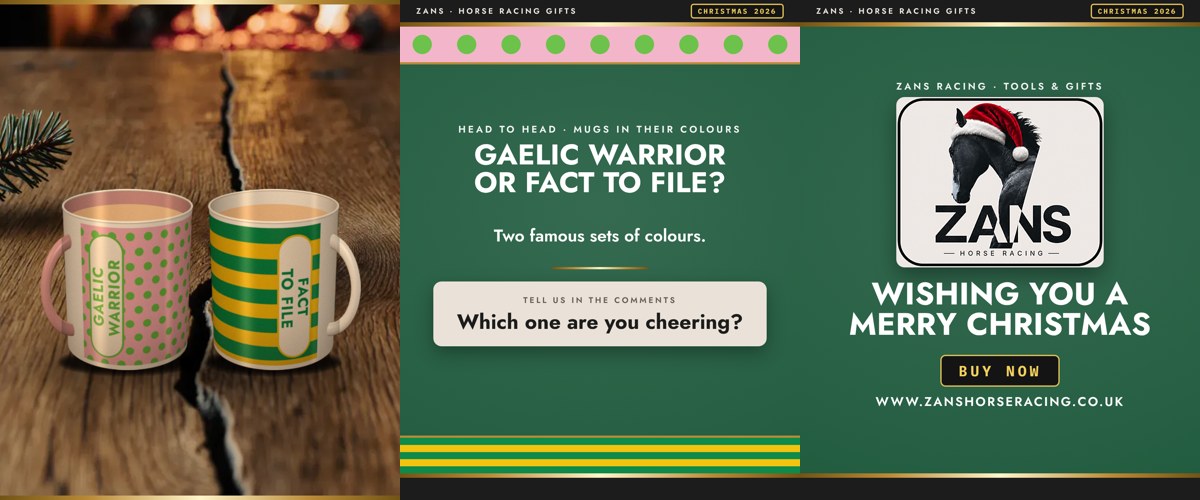 GAELIC
WARRIOR
FACT
TO FILE
ZANS · HORSE RACING GIFTS
CHRISTMAS 2026
HEAD TO HEAD · MUGS IN THEIR COLOURS
GAELIC WARRIOR
OR FACT TO FILE?
Two famous sets of colours.
TELL US IN THE COMMENTS
Which one are you cheering?
ZANS · HORSE RACING GIFTS
CHRISTMAS 2026
ZANS RACING · TOOLS & GIFTS
ZANS
HORSE RACING
WISHING YOU A
MERRY CHRISTMAS
BUY NOW
WWW.ZANSHORSERACING.CO.UK